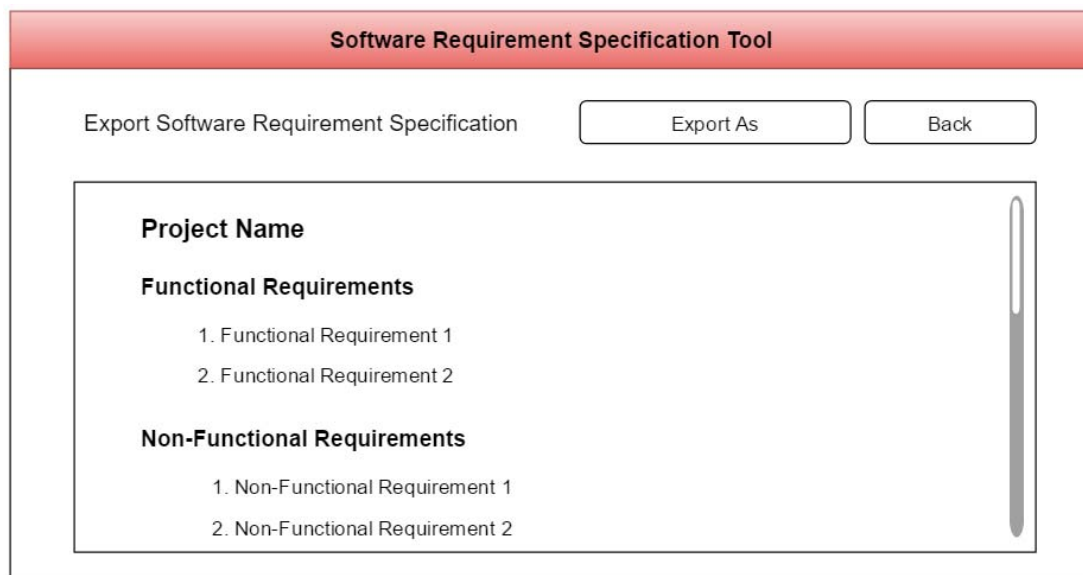 Software Requirement Specification Tool
Export Software Requirement Specification
Export As
Back
Project Name
Functional Requirements
1. Functional Requirement 1
2. Functional Requirement 2
Non-Functional Requirements
1. Non-Functional Requirement 1
2. Non-Functional Requirement 2